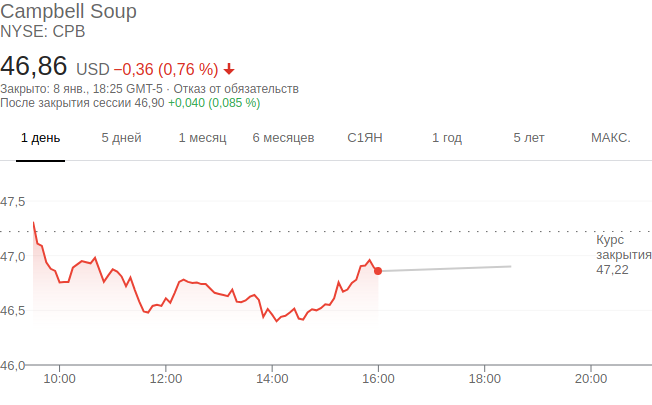 Campbell Soup
NYSE: CPB
46,86 USD −0,36 (0,76 %)
Закрыто: 8 янв., 18:25 GMT-5 · Отказ от обязательств
После закрытия сессии 46,90 +0,040 (0,085 %)
1 день 5 дней 1 месяц 6 месяцев С1ЯН 1 год 5 лет МАКС.
47,5
Курс
закрытия
47,22
47,0
46,5
46,0
10:00 12:00 14:00 16:00 18:00 20:00